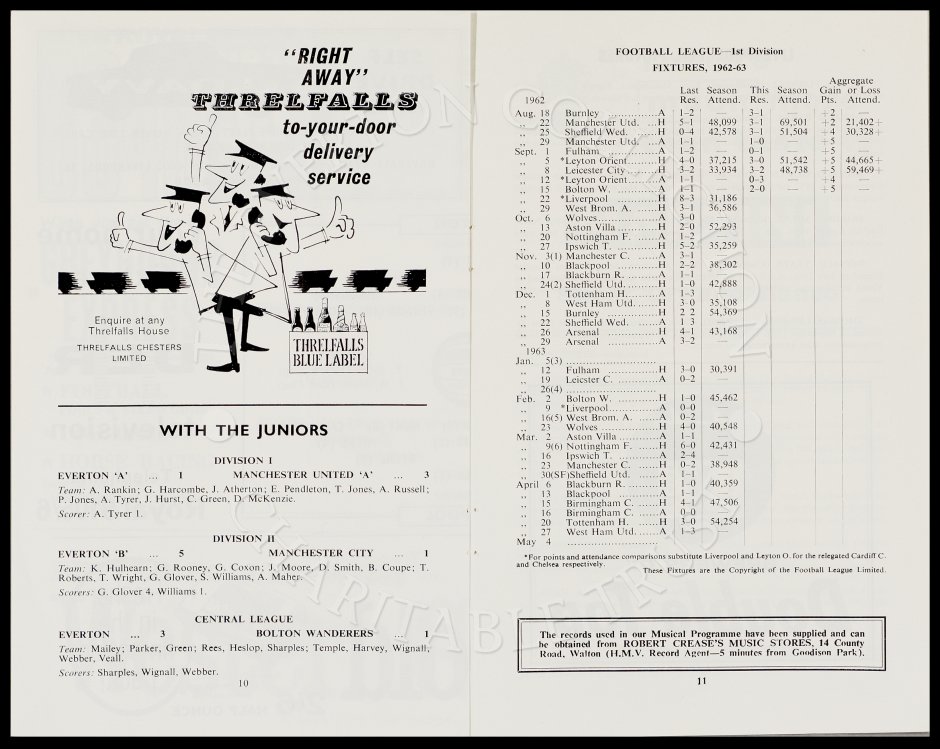 "RIGHT
AWAY"
THRELFALLS
to-your-door
delivery
service
Enquire at any
Threlfalls House
THRELFALLS CHESTERS
LIMITED
THRELFALLS
BLUE LABEL
WITH THE JUNIORS
DIVISION I
EVERTON 'A' ... 1 MANCHESTER UNITED 'A' 3
Team: A. Rankin; G. Harcombe, J. Atherton; E. Pendleton, T. Jones, A. Russell;
P. Jones, A. Tyrer, J. Hurst, C. Green, D. McKenzie.
Scorer: A. Tyrer 1.
DIVISION II
EVERTON 'B' ... 5 MANCHESTER CITY ... 1
Team: K. Hulhearn; G. Rooney, G. Coxon; J. Moore, D. Smith, B. Coupe; T.
Roberts, T. Wright, G. Glover, S. Williams, A. Maher.
Scorers: G. Glover 4, Williams 1.
CENTRAL LEAGUE
EVERTON ... 3 BOLTON WANDERERS ... 1
Team: Mailey; Parker, Green; Rees, Heslop, Sharples; Temple, Harvey, Wignall,
Webber, Veall.
Scorers: Sharples, Wignall, Webber.
10
FOOTBALL LEAGUE—1st Division
FIXTURES, 1962-63
Aggregate
Last Season This Season Gain or Loss
Res. Attend. Res. Attend. Pts. Attend.
1962
Aug. 18 Burnley ...............A 1–2 — 3–1 — +2 —
,, 22 Manchester Utd. ...H 5–1 48,099 3–1 69,501 +2 21,402+
,, 25 Sheffield Wed. ......H 0–4 42,578 3–1 51,504 +4 30,328+
,, 29 Manchester Utd. ...A 1–1 — 1–0 — +5 —
Sept. 1 Fulham ...............A 1–2 — 0–1 — +5 —
,, 5 *Leyton Orient.........H 4–0 37,215 3–0 51,542 +5 44,665+
,, 8 Leicester City.........H 3–2 33,934 3–2 48,738 +5 59,469+
,, 12 *Leyton Orient.........A 1–1 — 0–3 — +4 —
,, 15 Bolton W. ............A 1–1 — 2–0 — +5 —
,, 22 *Liverpool ............H 8–3 31,186
,, 29 West Brom. A. ......H 3–1 36,586
Oct. 6 Wolves...............A 3–0 —
,, 13 Aston Villa ............H 2–0 52,293
,, 20 Nottingham F. ......A 1–2 —
,, 27 Ipswich T. ............H 5–2 35,259
Nov. 3(1) Manchester C. ......A 3–1 —
,, 10 Blackpool ............H 2–2 38,302
,, 17 Blackburn R. .........A 1–1 —
,, 24(2) Sheffield Utd. .........H 1–0 42,888
Dec. 1 Tottenham H..........A 1–3 —
,, 8 West Ham Utd. ......H 3–0 35,108
,, 15 Burnley ...............H 2 2 54,369
,, 22 Sheffield Wed. ......A 1 3 —
,, 26 Arsenal ...............H 4–1 43,168
,, 29 Arsenal ...............A 3–2 —
1963
Jan. 5(3) ...........................
,, 12 Fulham ...............H 3–0 30,391
,, 19 Leicster C. ............A 0–2 —
,, 26(4) ...........................
Feb. 2 Bolton W. ............H 1–0 45,462
,, 9 *Liverpool...............A 0–0 —
,, 16(5) West Brom. A. ......A 0–2 —
,, 23 Wolves ...............H 4–0 40,548
Mar. 2 Aston Villa ............A 1–1 —
,, 9(6) Nottingham F. ......H 6–0 42,431
,, 16 Ipswich T. ............A 2–4 —
,, 23 Manchester C. ......H 0–2 38,948
,, 30(SF)Sheffield Utd. ......A 1–1 —
April 6 Blackburn R. .........H 1–0 40,359
,, 13 Blackpool ............A 1–1 —
,, 15 Birmingham C. ......H 4–1 47,506
,, 16 Birmingham C. ......A 0–0 —
,, 20 Tottenham H. ......H 3–0 54,254
,, 27 West Ham Utd. ......A 1–3 —
May 4 ...........................
*For points and attendance comparisons substitute Liverpool and Leyton O. for the relegated Cardiff C.
and Chelsea respectively.
These Fixtures are the Copyright of the Football League Limited.
The records used in our Musical Programme have been supplied and can
be obtained from ROBERT CREASE'S MUSIC STORES, 14 County
Road, Walton (H.M.V. Record Agent—5 minutes from Goodison Park).
11